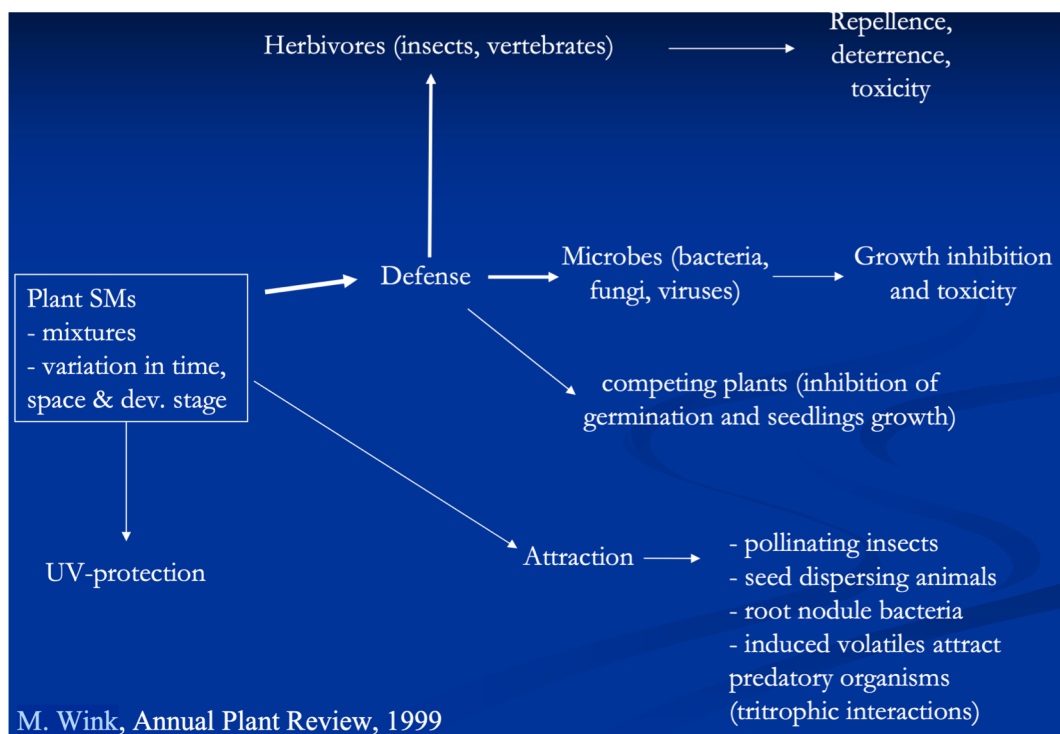 Herbivores (insects, vertebrates)
Repellence,
deterrence,
toxicity
Defense
Microbes (bacteria,
fungi, viruses)
Growth inhibition
and toxicity
Plant SMs
- mixtures
- variation in time,
space & dev. stage
competing plants (inhibition of
germination and seedlings growth)
UV-protection
Attraction
- pollinating insects
- seed dispersing animals
- root nodule bacteria
- induced volatiles attract
predatory organisms
(tritrophic interactions)
M. Wink, Annual Plant Review, 1999